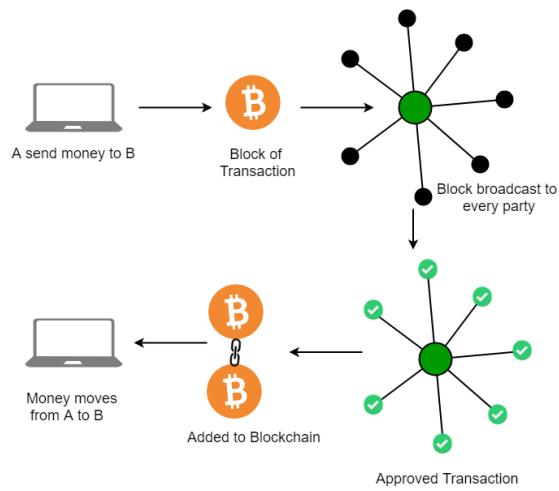 A send money to B
Block of
Transaction
Block broadcast to
every party
Money moves
from A to B
Added to Blockchain
Approved Transaction